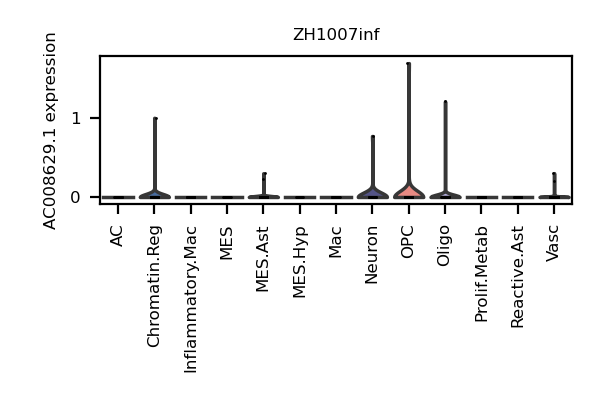 ZH1007inf
AC008629.1 expression
1
0
AC
Chromatin.Reg
Inflammatory.Mac
MES
MES.Ast
MES.Hyp
Mac
Neuron
OPC
Oligo
Prolif.Metab
Reactive.Ast
Vasc